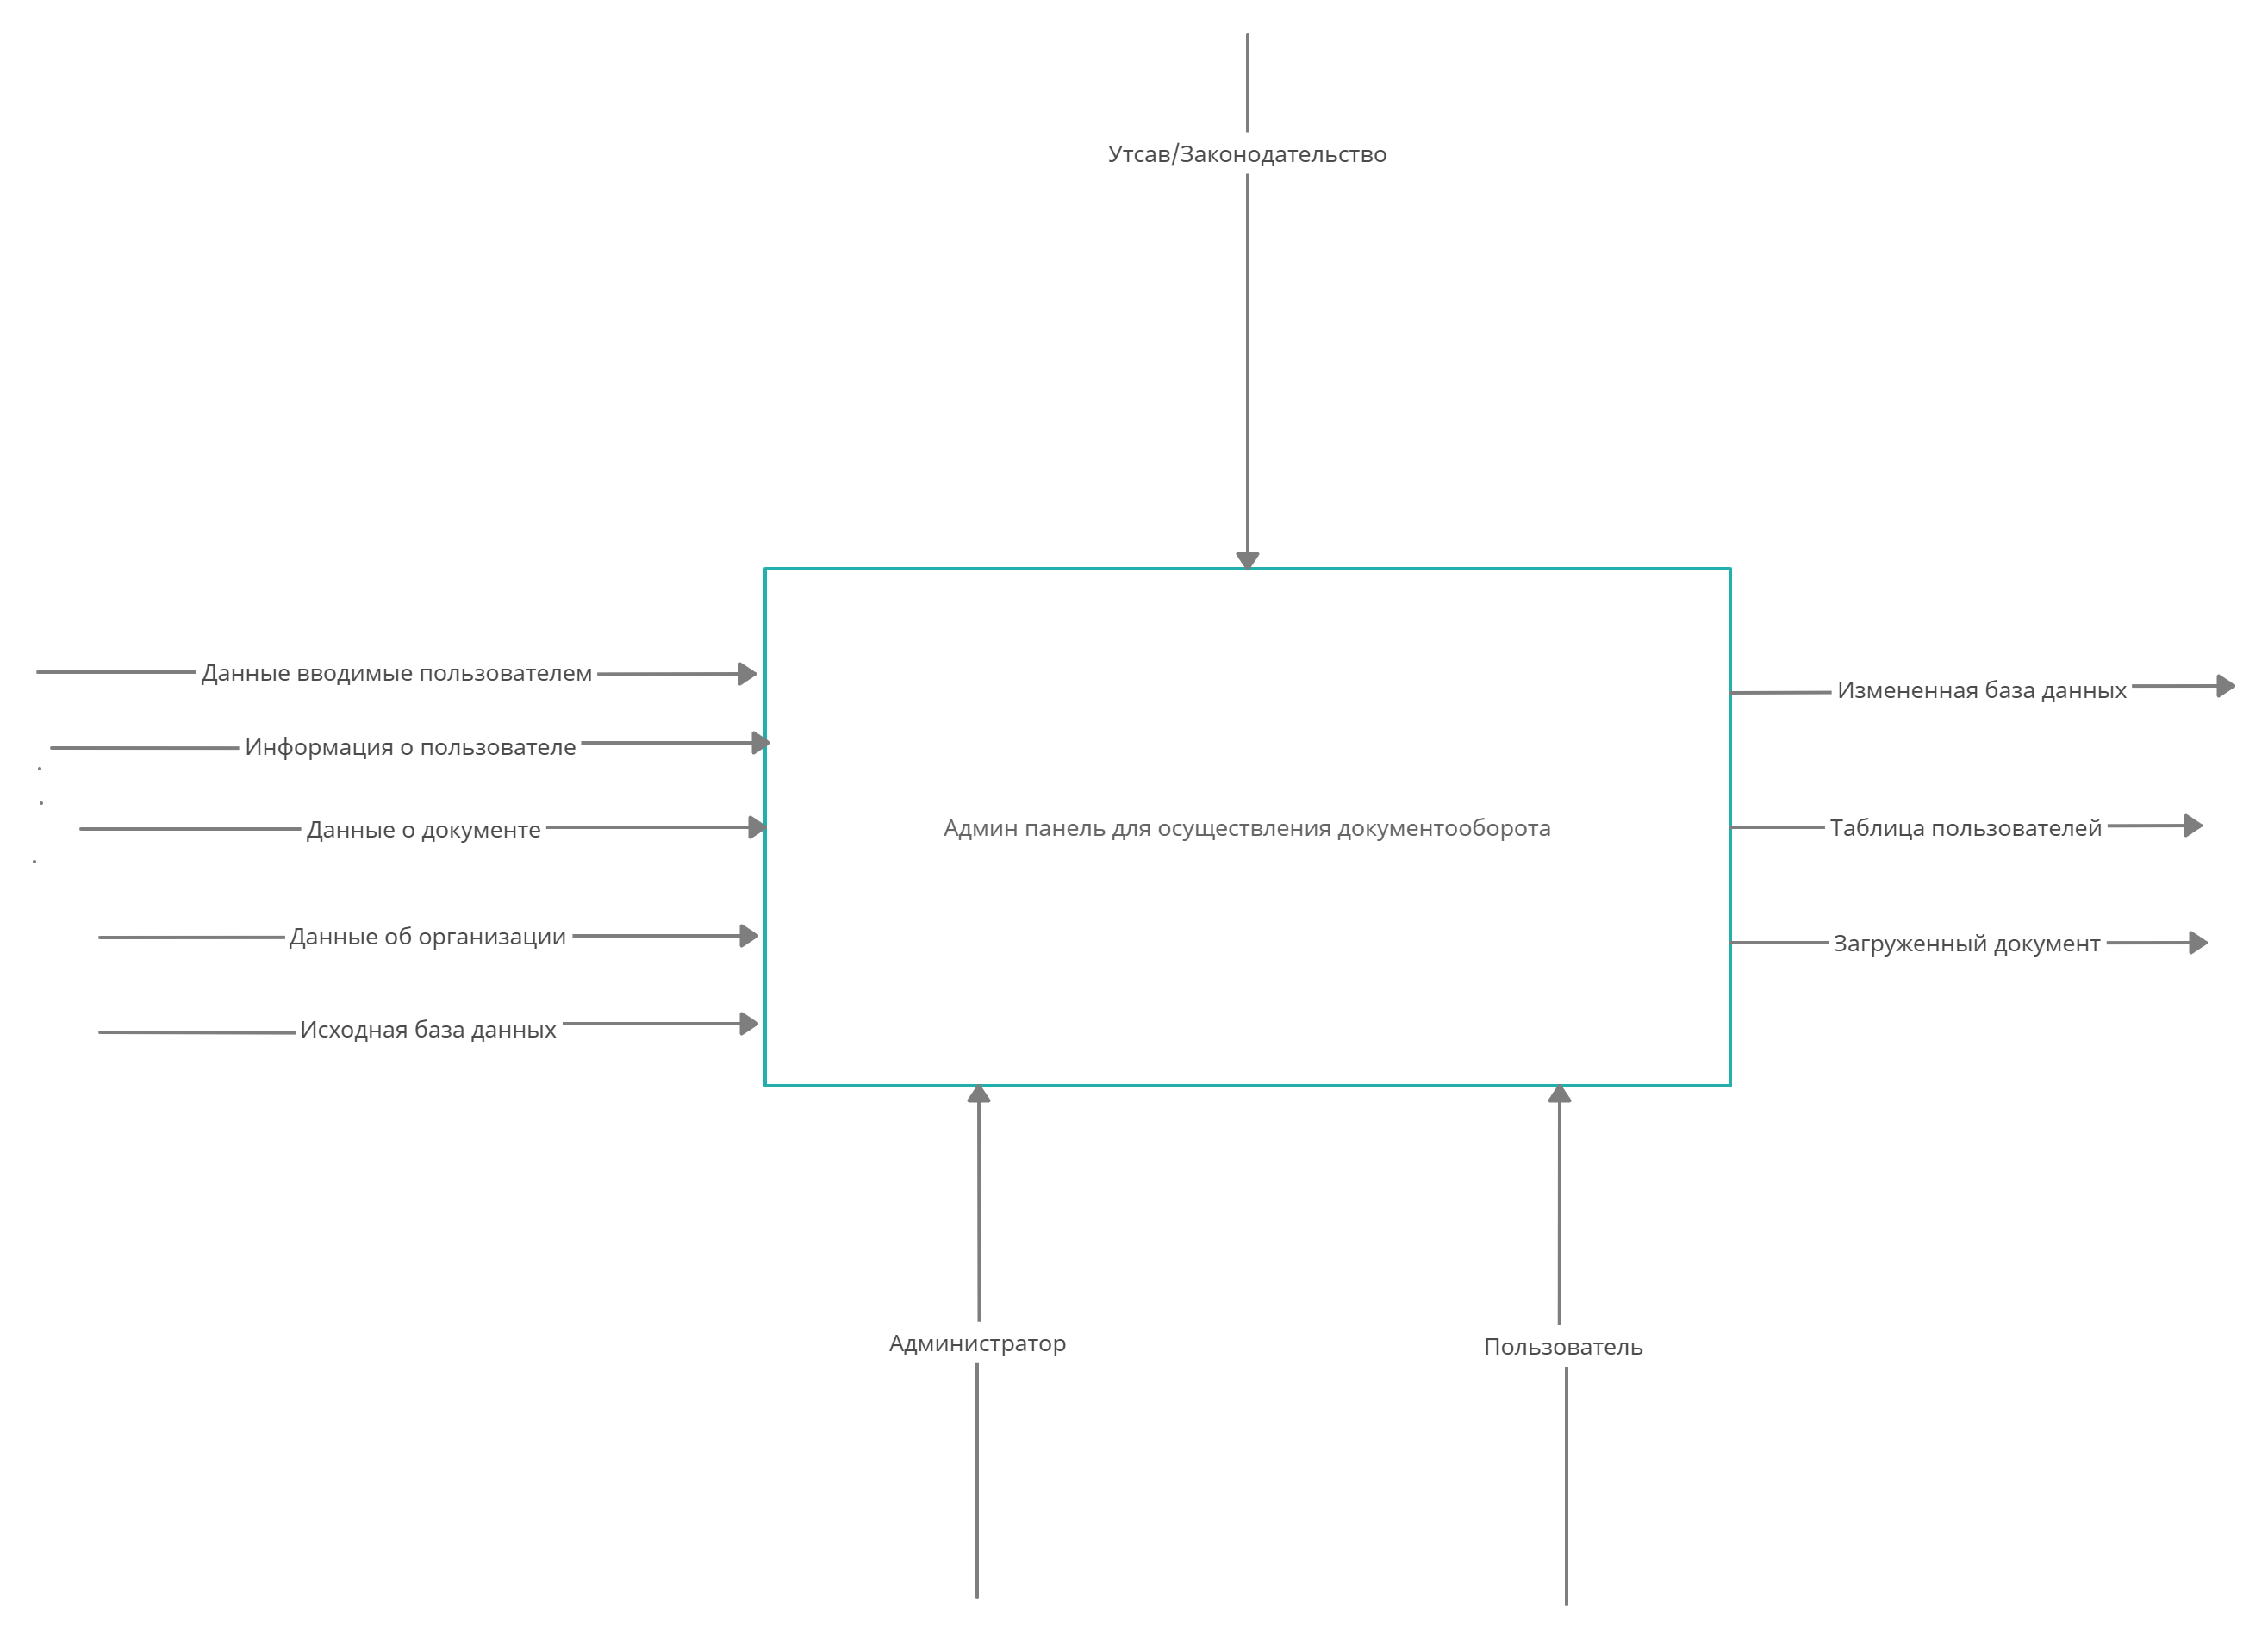 Утсав/Законодательство
Данные вводимые пользователем
Информация о пользователе
Данные о документе
Данные об организации
Исходная база данных
Админ панель для осуществления документооборота
Измененная база данных
Таблица пользователей
Загруженный документ
Администратор
Пользователь